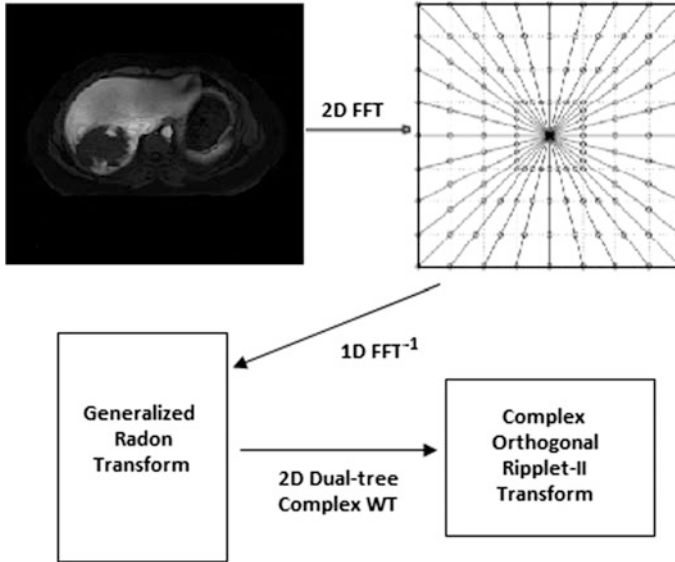 2D FFT
1D FFT⁻¹
Generalized
Radon
Transform
2D Dual-tree
Complex WT
Complex
Orthogonal
Ripplet-II
Transform